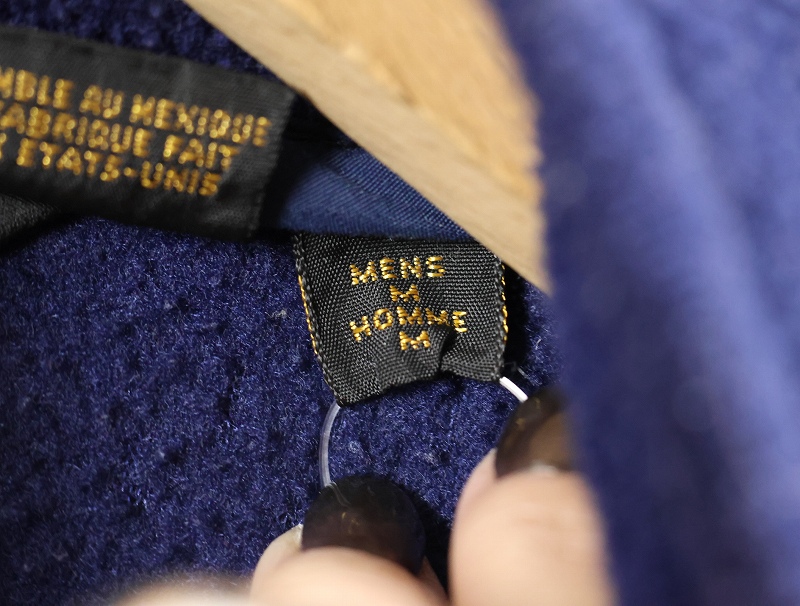 MBLE AU MEXIQUE
FABRIQUE FAIT
X ETATS-UNIS
MENS
M
HOMME
M